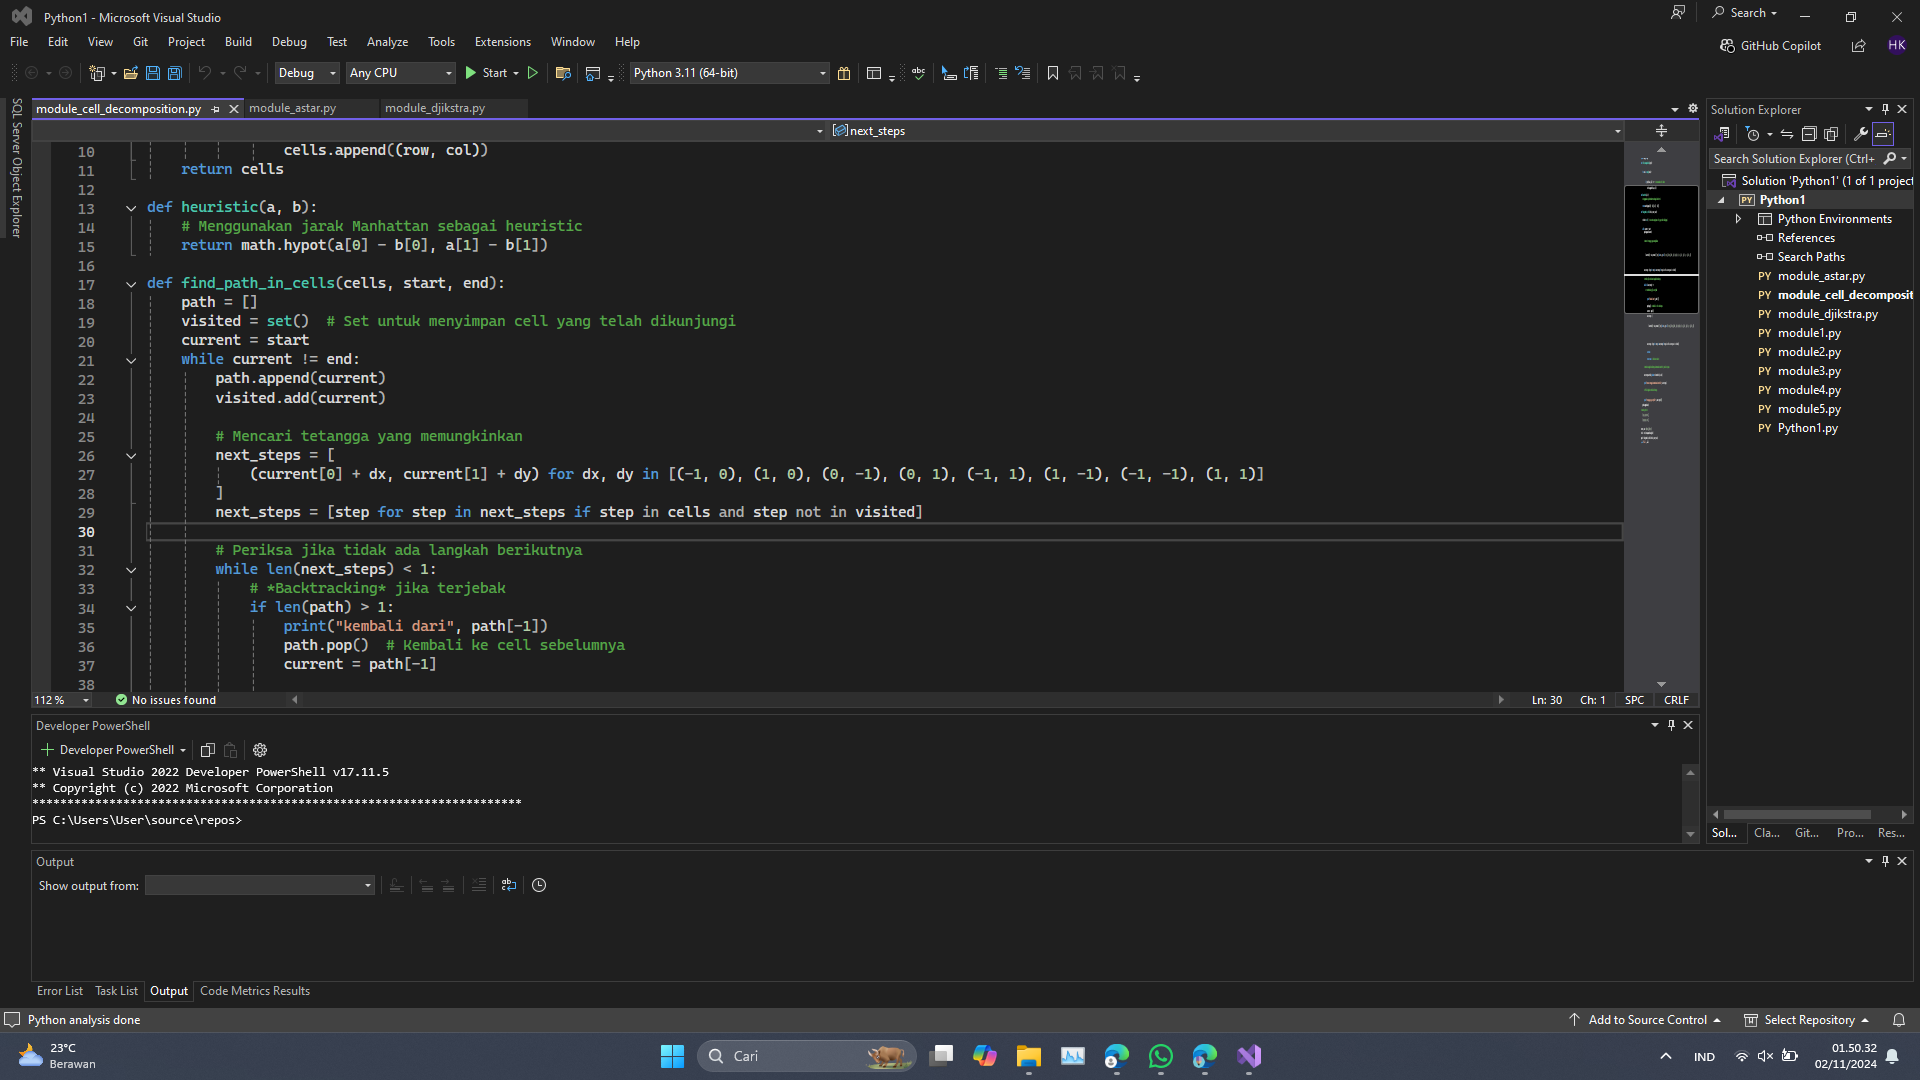 Python1 - Microsoft Visual Studio
Search
File Edit View Git Project Build Debug Test Analyze Tools Extensions Window Help
GitHub Copilot
HK
Debug Any CPU Start Python 3.11 (64-bit)
SQL Server Object Explorer
module_cell_decomposition.py module_astar.py module_djikstra.py
next_steps
10 cells.append((row, col))
11 return cells
12
13 def heuristic(a, b):
14 # Menggunakan jarak Manhattan sebagai heuristic
15 return math.hypot(a[0] - b[0], a[1] - b[1])
16
17 def find_path_in_cells(cells, start, end):
18 path = []
19 visited = set()  # Set untuk menyimpan cell yang telah dikunjungi
20 current = start
21 while current != end:
22 path.append(current)
23 visited.add(current)
24
25 # Mencari tetangga yang memungkinkan
26 next_steps = [
27 (current[0] + dx, current[1] + dy) for dx, dy in [(-1, 0), (1, 0), (0, -1), (0, 1), (-1, 1), (1, -1), (-1, -1), (1, 1)]
28 ]
29 next_steps = [step for step in next_steps if step in cells and step not in visited]
30
31 # Periksa jika tidak ada langkah berikutnya
32 while len(next_steps) < 1:
33 # *Backtracking* jika terjebak
34 if len(path) > 1:
35 print("kembali dari", path[-1])
36 path.pop()  # Kembali ke cell sebelumnya
37 current = path[-1]
38
112 % No issues found Ln: 30 Ch: 1 SPC CRLF
Solution Explorer
Search Solution Explorer (Ctrl+
Solution 'Python1' (1 of 1 project
PY Python1
Python Environments
References
Search Paths
PY module_astar.py
PY module_cell_decomposit
PY module_djikstra.py
PY module1.py
PY module2.py
PY module3.py
PY module4.py
PY module5.py
PY Python1.py
Sol... Cla... Git... Pro... Res...
Developer PowerShell
Developer PowerShell
** Visual Studio 2022 Developer PowerShell v17.11.5
** Copyright (c) 2022 Microsoft Corporation
**********************************************************************
PS C:\Users\User\source\repos>
Output
Show output from:
Error List Task List Output Code Metrics Results
Python analysis done
Add to Source Control Select Repository
23°C
Berawan
Cari
IND
01.50.32
02/11/2024